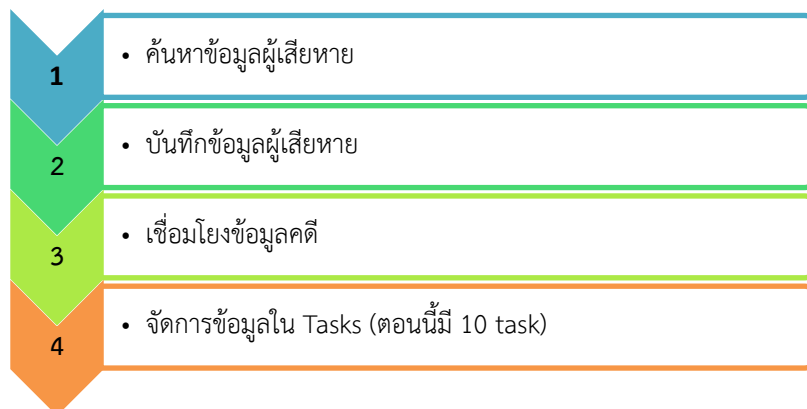 1
• ค้นหาข้อมูลผู้เสียหาย
2
• บันทึกข้อมูลผู้เสียหาย
3
• เชื่อมโยงข้อมูลคดี
4
• จัดการข้อมูลใน Tasks (ตอนนี้มี 10 task)